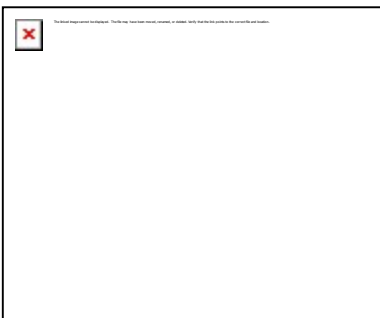 The linked image cannot be displayed. The file may have been moved, renamed, or deleted. Verify that the link points to the correct file and location.